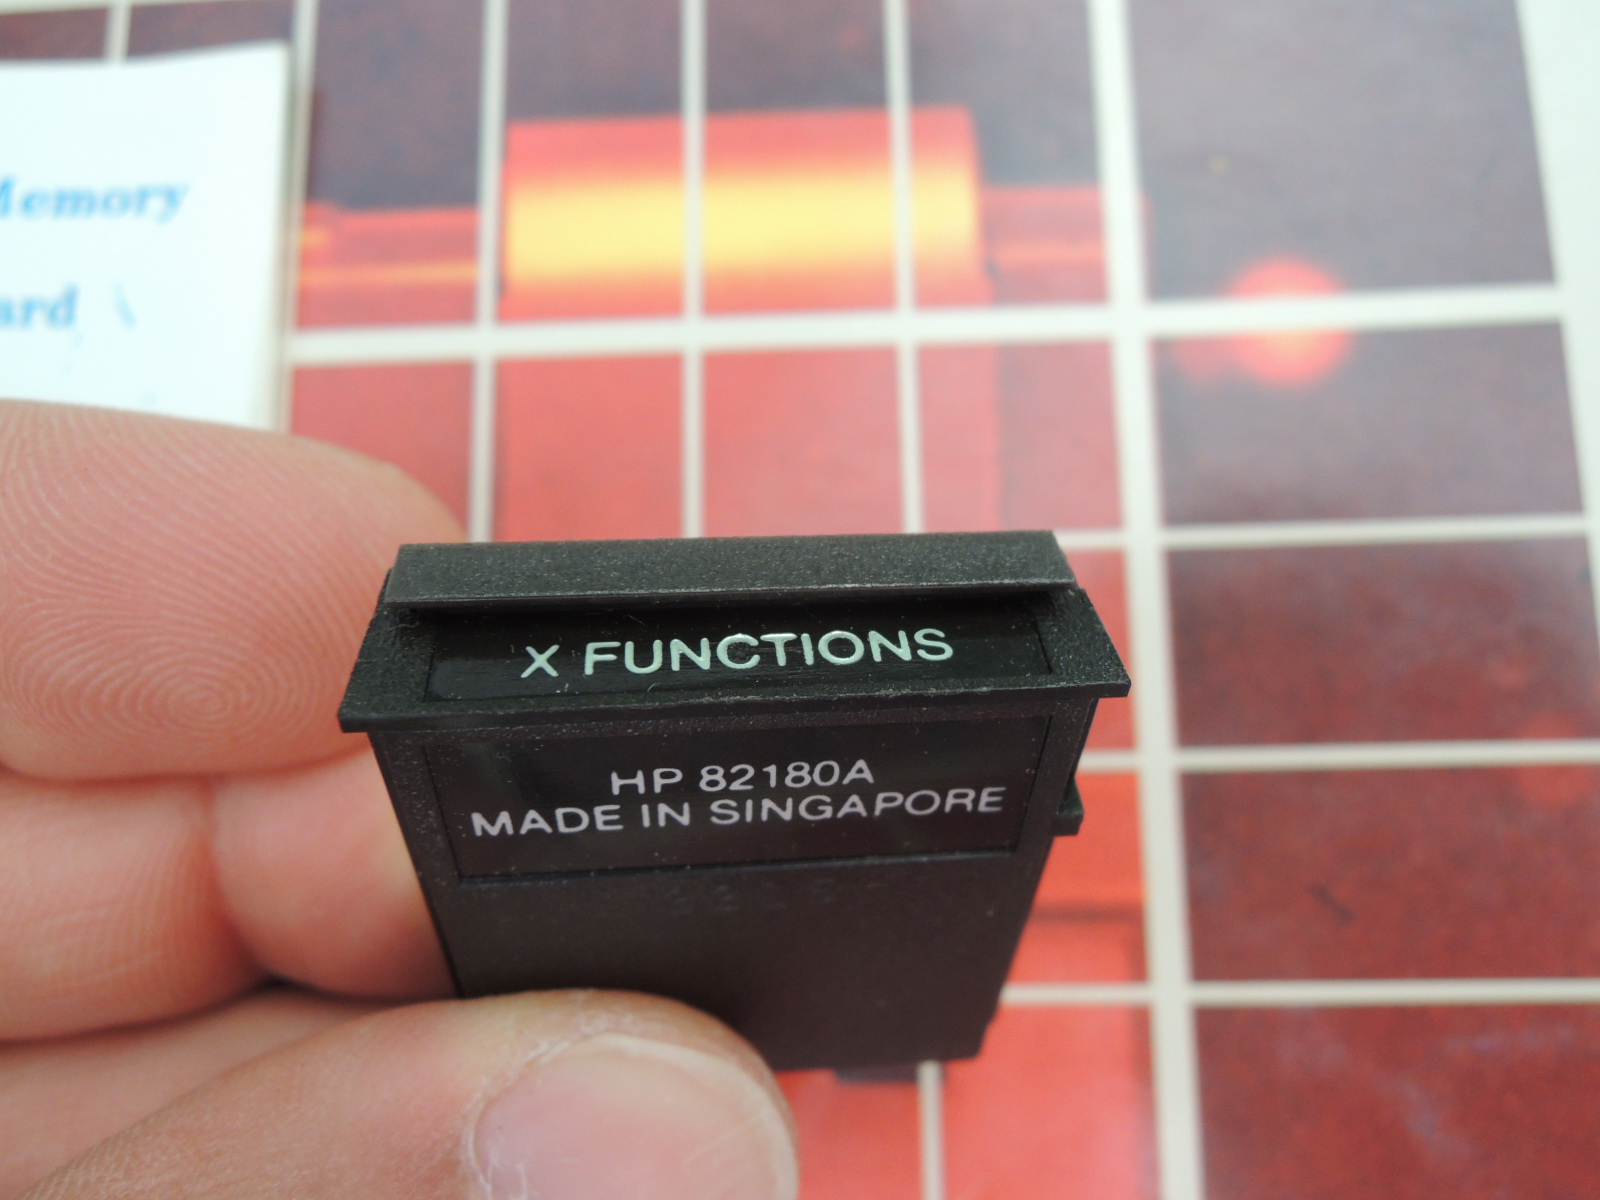 Memory
ard
X FUNCTIONS
HP 82180A
MADE IN SINGAPORE